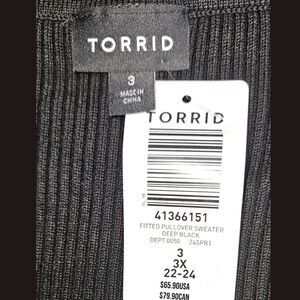 TORRID
3
MADE IN
CHINA
TORRID
41366151
FITTED PULLOVER SWEATER
DEEP BLACK
DEPT 0050 24SPR1
3
3X
22-24
$65.90USA
$79.90CAN